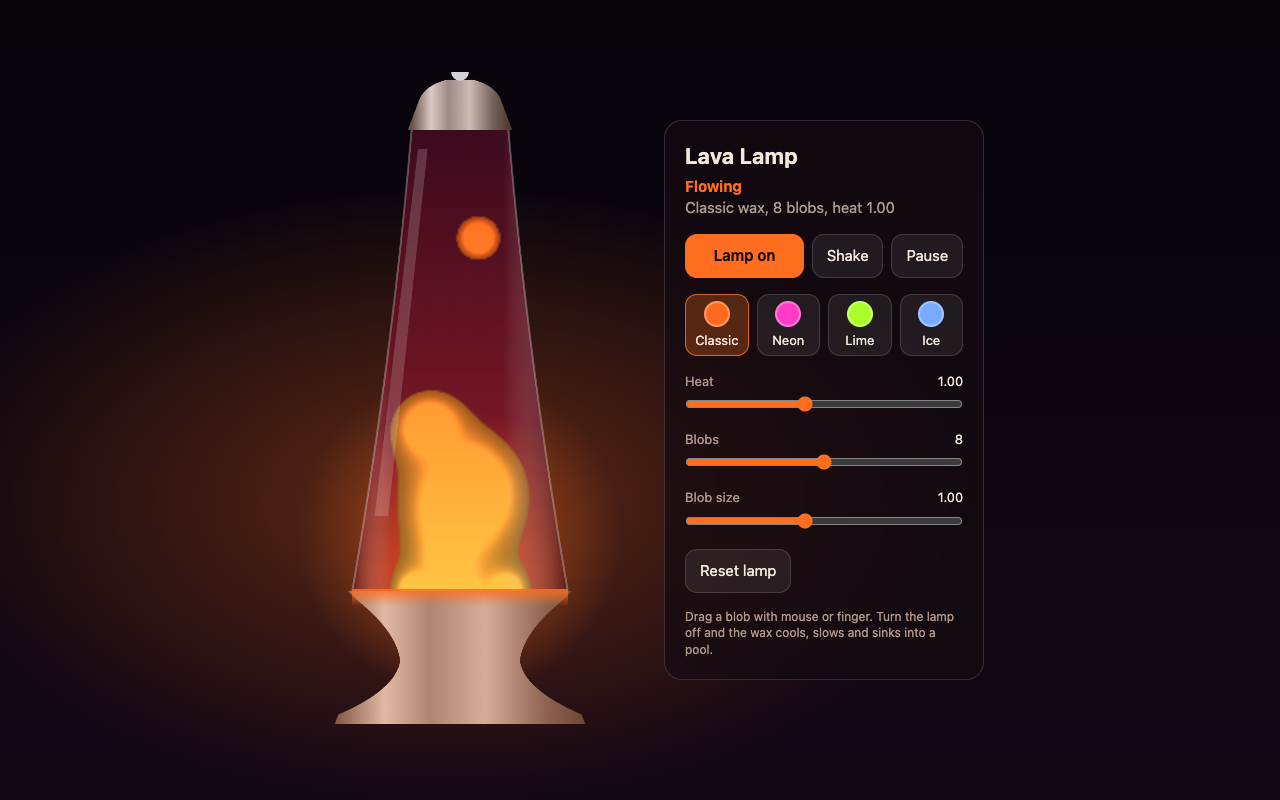 Lava Lamp
Flowing
Classic wax, 8 blobs, heat 1.00
Lamp on Shake Pause
Classic Neon Lime Ice
Heat 1.00
Blobs 8
Blob size 1.00
Reset lamp
Drag a blob with mouse or finger. Turn the lamp
off and the wax cools, slows and sinks into a
pool.